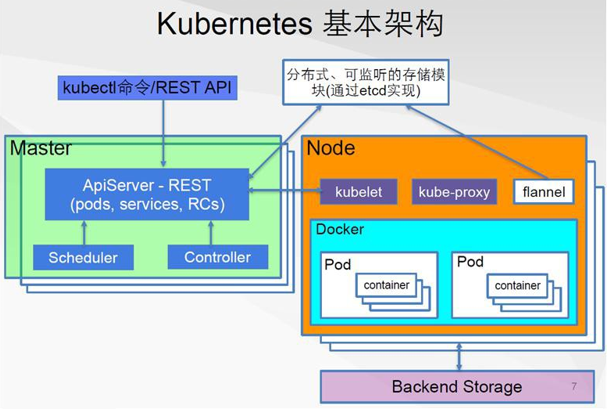 Kubernetes 基本架构
kubectl命令/REST API
分布式、可监听的存储模
块(通过etcd实现)
Master
ApiServer - REST
(pods, services, RCs)
Scheduler
Controller
Node
kubelet
kube-proxy
flannel
Docker
Pod
container
Pod
container
Backend Storage
7